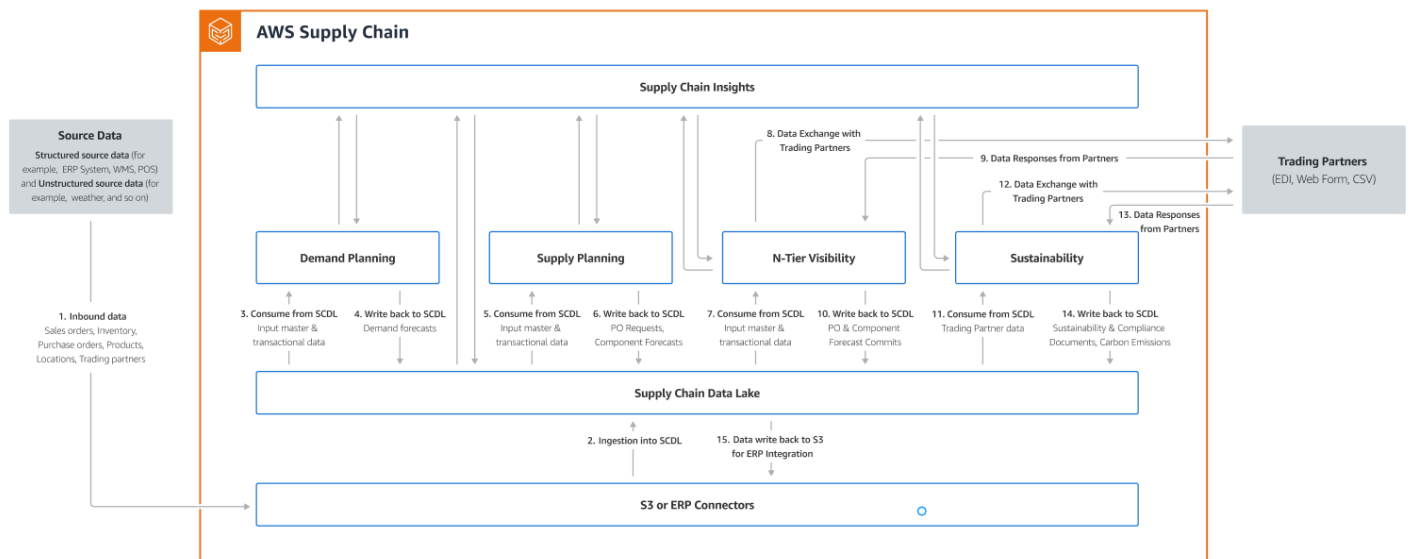 AWS Supply Chain
Supply Chain Insights
Source Data
Structured source data (for
example, ERP System, WMS, POS)
and Unstructured source data (for
example, weather, and so on)
8. Data Exchange with
Trading Partners
9. Data Responses from Partners
12. Data Exchange with
Trading Partners
13. Data Responses
from Partners
Trading Partners
(EDI, Web Form, CSV)
Demand Planning
Supply Planning
N-Tier Visibility
Sustainability
1. Inbound data
Sales orders, Inventory,
Purchase orders, Products,
Locations, Trading partners
3. Consume from SCDL
Input master &
transactional data
4. Write back to SCDL
Demand forecasts
5. Consume from SCDL
Input master &
transactional data
6. Write back to SCDL
PO Requests,
Component Forecasts
7. Consume from SCDL
Input master &
transactional data
10. Write back to SCDL
PO & Component
Forecast Commits
11. Consume from SCDL
Trading Partner data
14. Write back to SCDL
Sustainability & Compliance
Documents, Carbon Emissions
Supply Chain Data Lake
2. Ingestion into SCDL
15. Data write back to S3
for ERP Integration
S3 or ERP Connectors